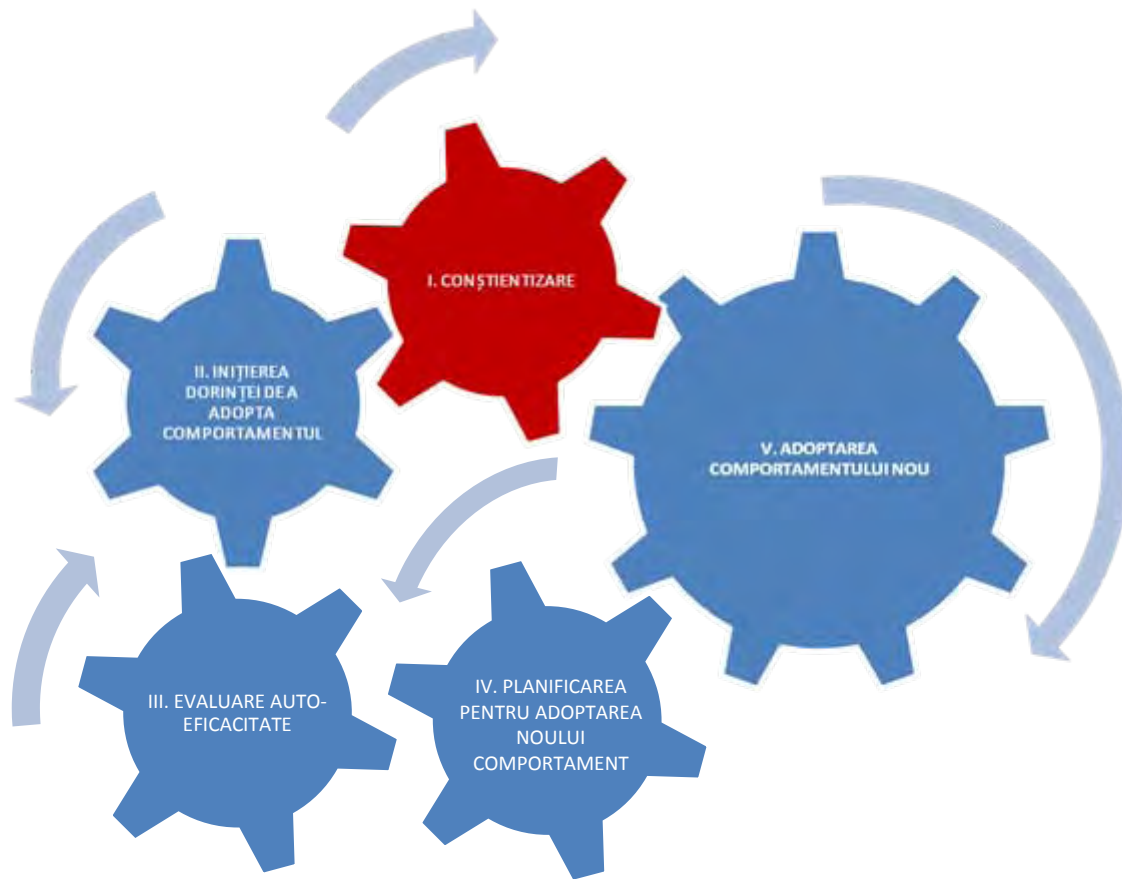 I. CONȘTIENTIZARE
II. INIȚIEREA
DORINȚEI DE A
ADOPTA
COMPORTAMENTUL
III. EVALUARE AUTO-
EFICACITATE
IV. PLANIFICAREA
PENTRU ADOPTAREA
NOULUI
COMPORTAMENT
V. ADOPTAREA
COMPORTAMENTULUI NOU